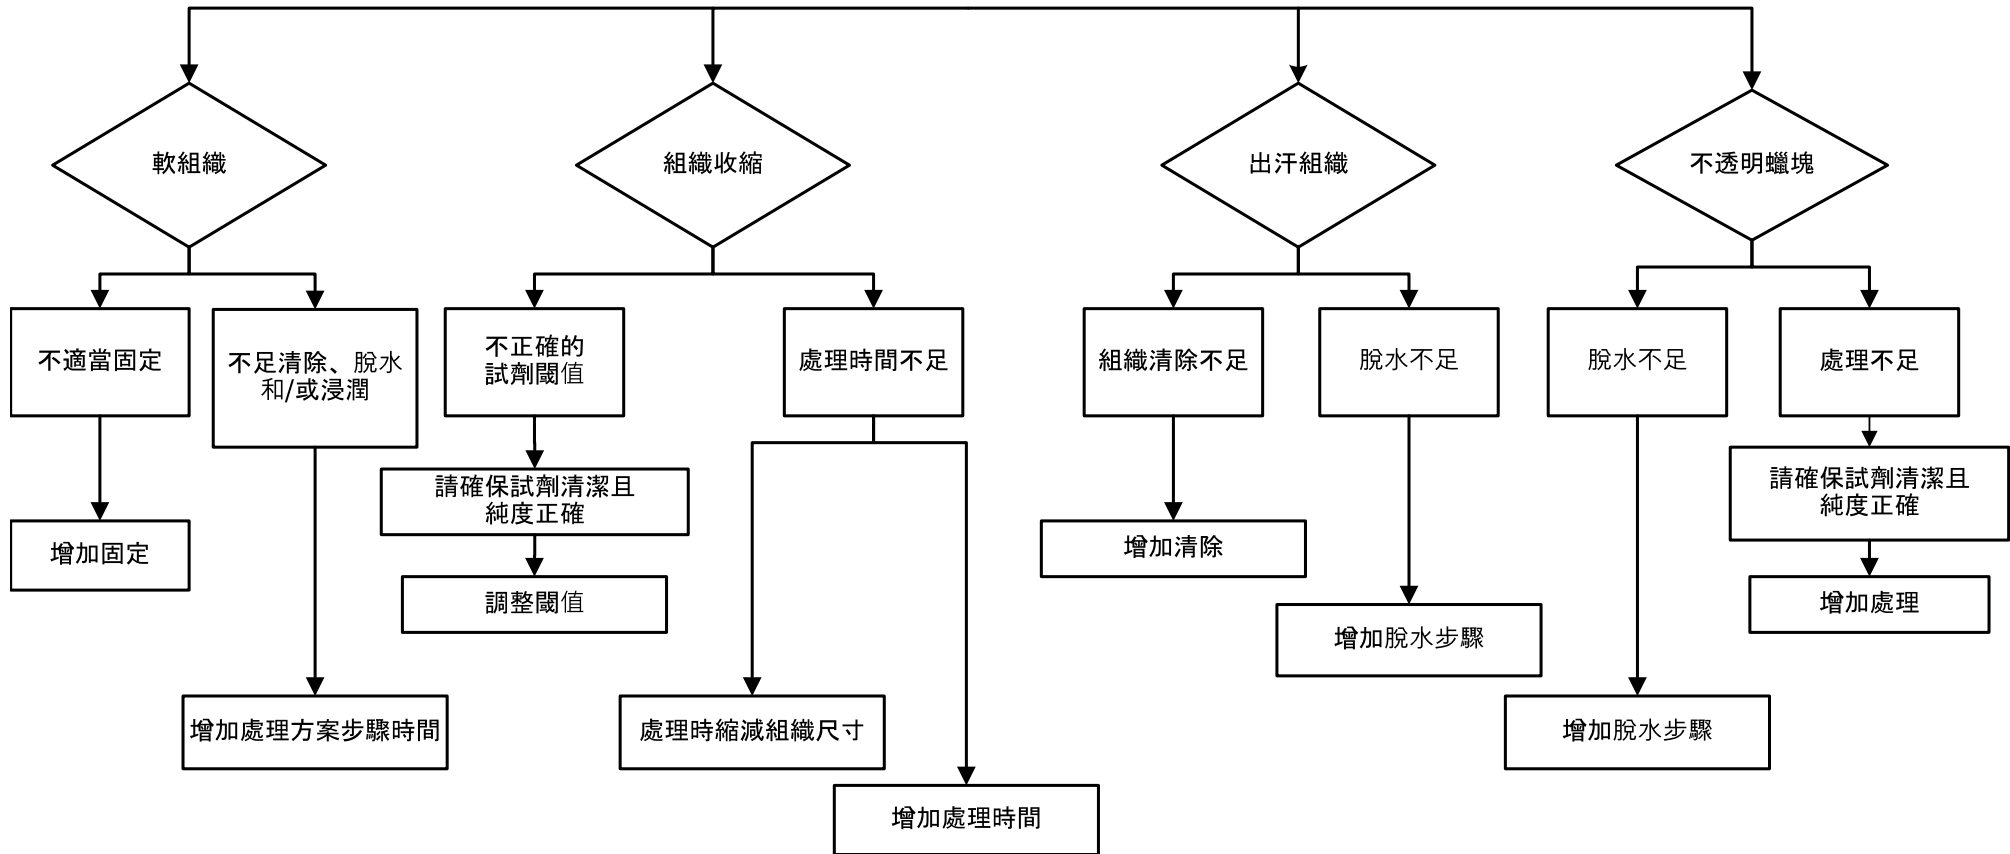 軟組織
組織收縮
出汗組織
不透明蠟塊
不適當固定
不足清除、脫水
和/或浸潤
不正確的
試劑閾值
處理時間不足
組織清除不足
脫水不足
脫水不足
處理不足
請確保試劑清潔且
純度正確
請確保試劑清潔且
純度正確
增加固定
增加清除
調整閾值
增加處理
增加脫水步驟
增加處理方案步驟時間
處理時縮減組織尺寸
增加脫水步驟
增加處理時間